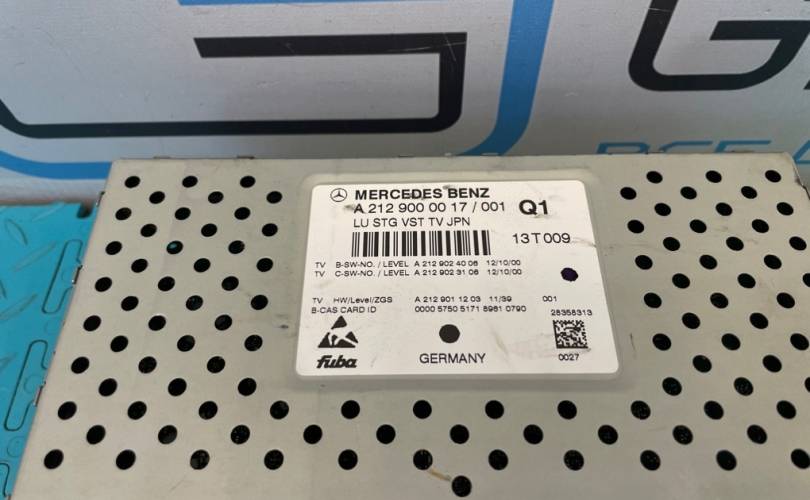 MERCEDES BENZ
A 212 900 00 17 / 001 Q1
LU STG VST TV JPN
13T009
TV B-SW-NO. / LEVEL A 212 902 40 06 12/10/00
TV C-SW-NO. / LEVEL A 212 902 31 06 12/10/00
TV HW/Level/ZGS A 212 901 12 03 11/39 001
B-CAS CARD ID 0000 5750 5171 8961 0790 28358313
fuba GERMANY 0027